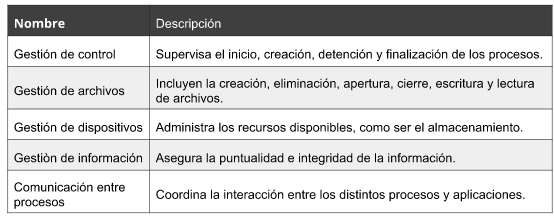 Nombre Descripción
Gestión de control Supervisa el inicio, creación, detención y finalización de los procesos.
Gestión de archivos Incluyen la creación, eliminación, apertura, cierre, escritura y lectura
de archivos.
Gestión de dispositivos Administra los recursos disponibles, como ser el almacenamiento.
Gestiòn de información Asegura la puntualidad e integridad de la información.
Comunicación entre
procesos Coordina la interacción entre los distintos procesos y aplicaciones.